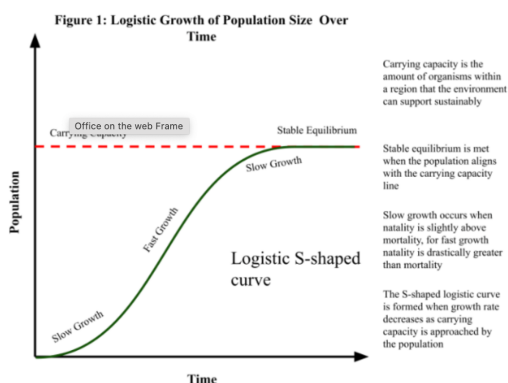 Figure 1: Logistic Growth of Population Size Over
Time
Carrying Capacity
Office on the web Frame
Stable Equilibrium
Slow Growth
Fast Growth
Slow Growth
Logistic S-shaped
curve
Population
Time
Carrying capacity is the
amount of organisms within
a region that the environment
can support sustainably
Stable equilibrium is met
when the population aligns
with the carrying capacity
line
Slow growth occurs when
natality is slightly above
mortality, for fast growth
natality is drastically greater
than mortality
The S-shaped logistic curve
is formed when growth rate
decreases as carrying
capacity is approached by
the population